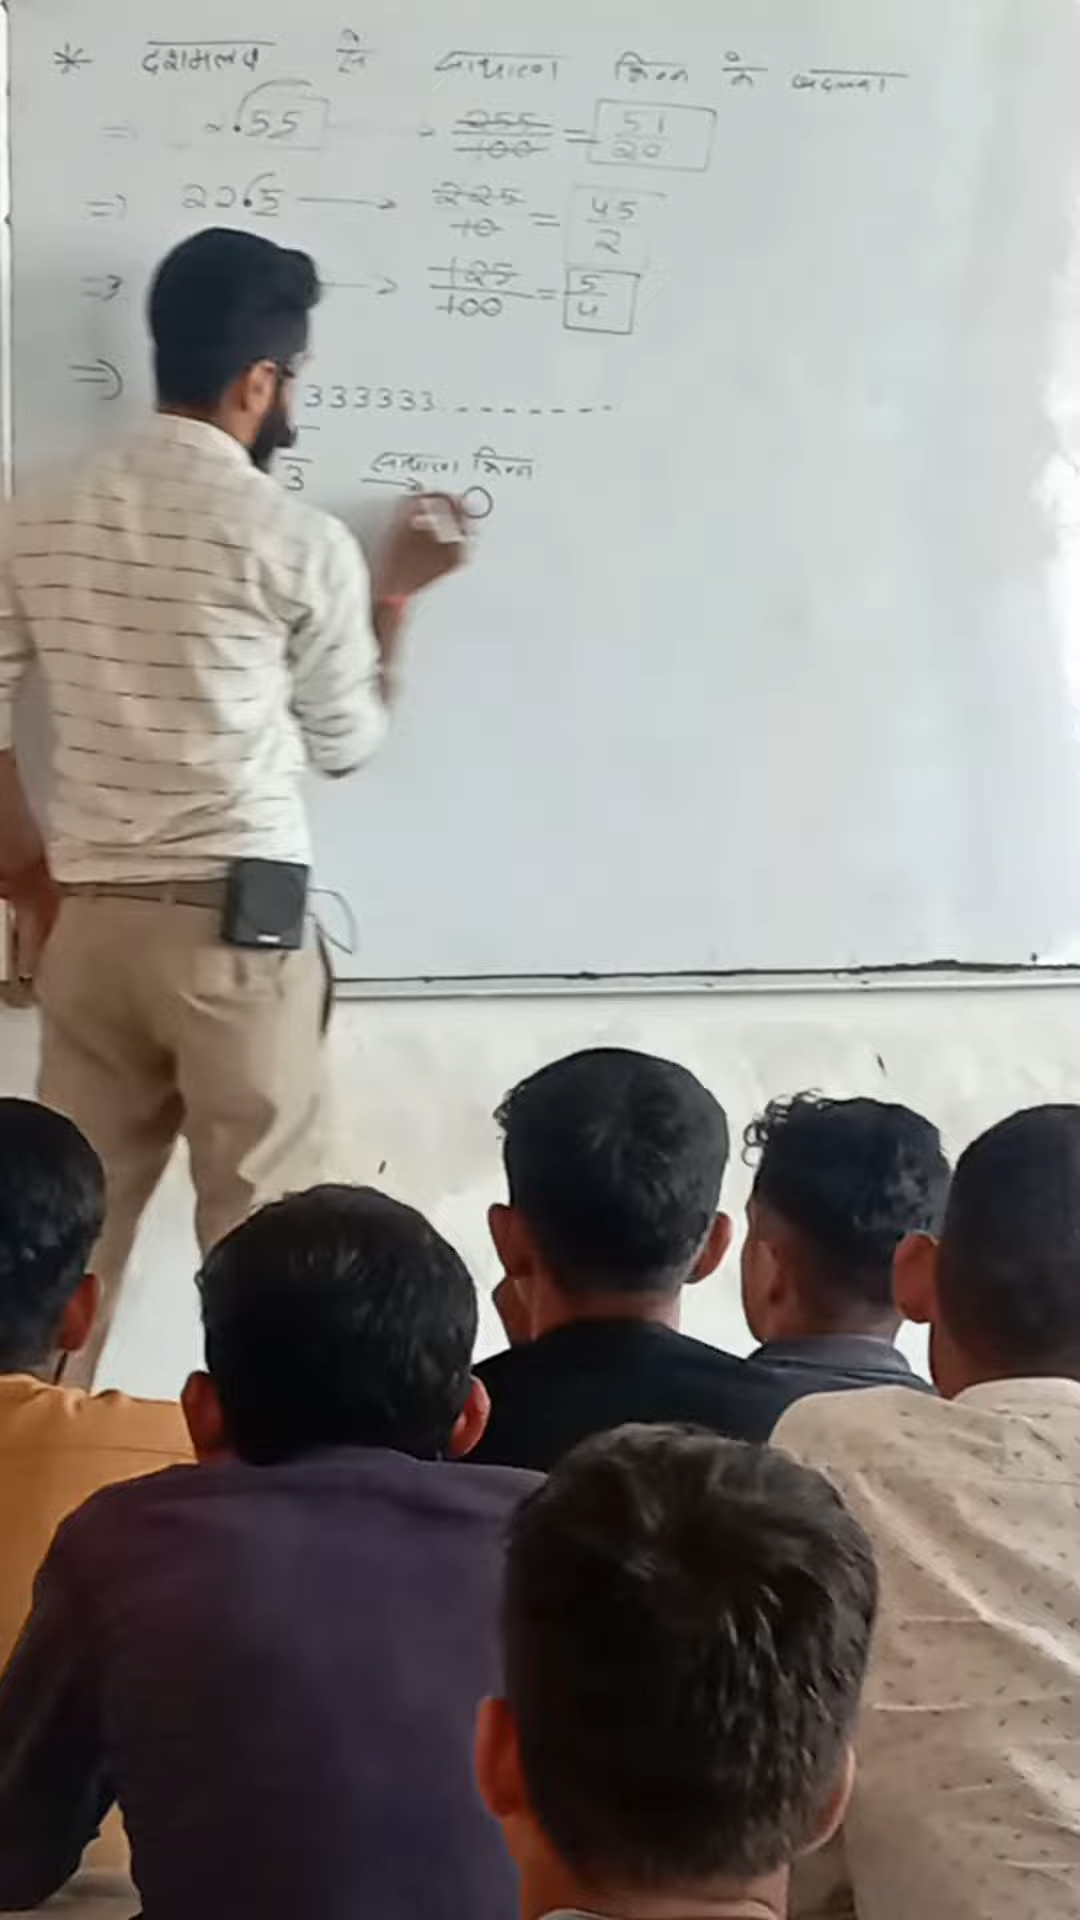 * दशमलव से साधारण भिन्न में बदलना
⇒ 2.55 → 255/100 = 51/20
⇒ 22.5 → 225/10 = 45/2
⇒ → 125/100 = 5/4
⇒ 333333.......
3 → साधारण भिन्न